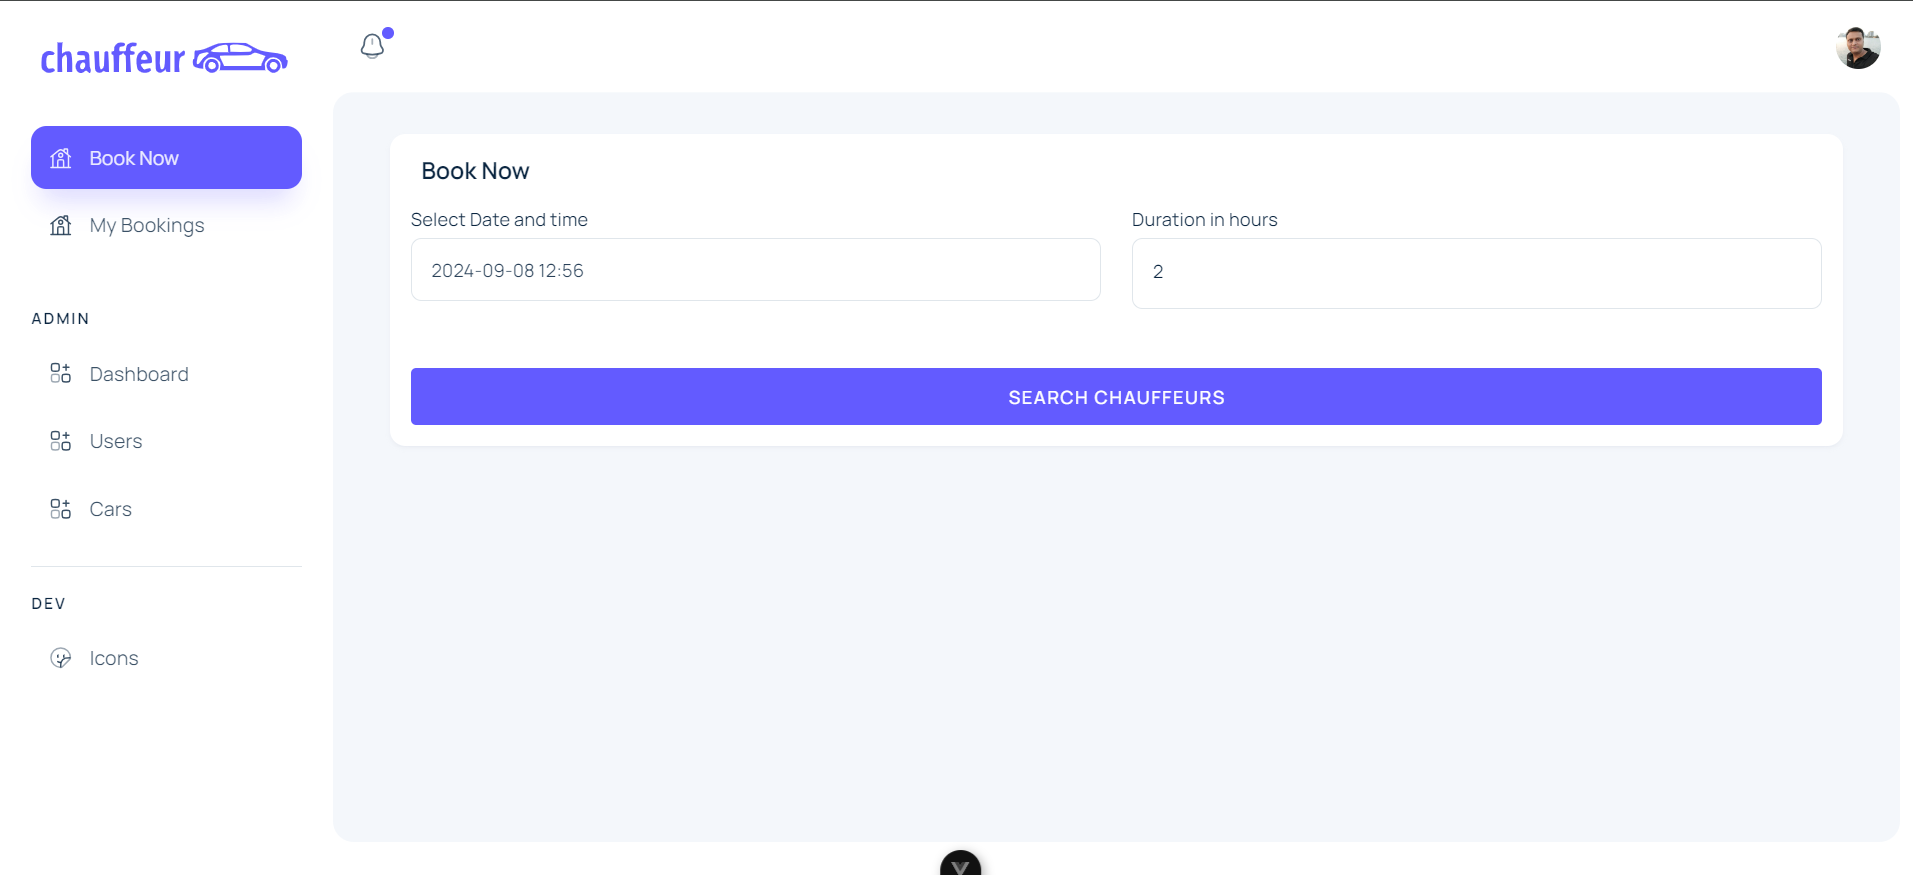 chauffeur
Book Now
My Bookings
ADMIN
Dashboard
Users
Cars
DEV
Icons
Book Now
Select Date and time
2024-09-08 12:56
Duration in hours
2
SEARCH CHAUFFEURS